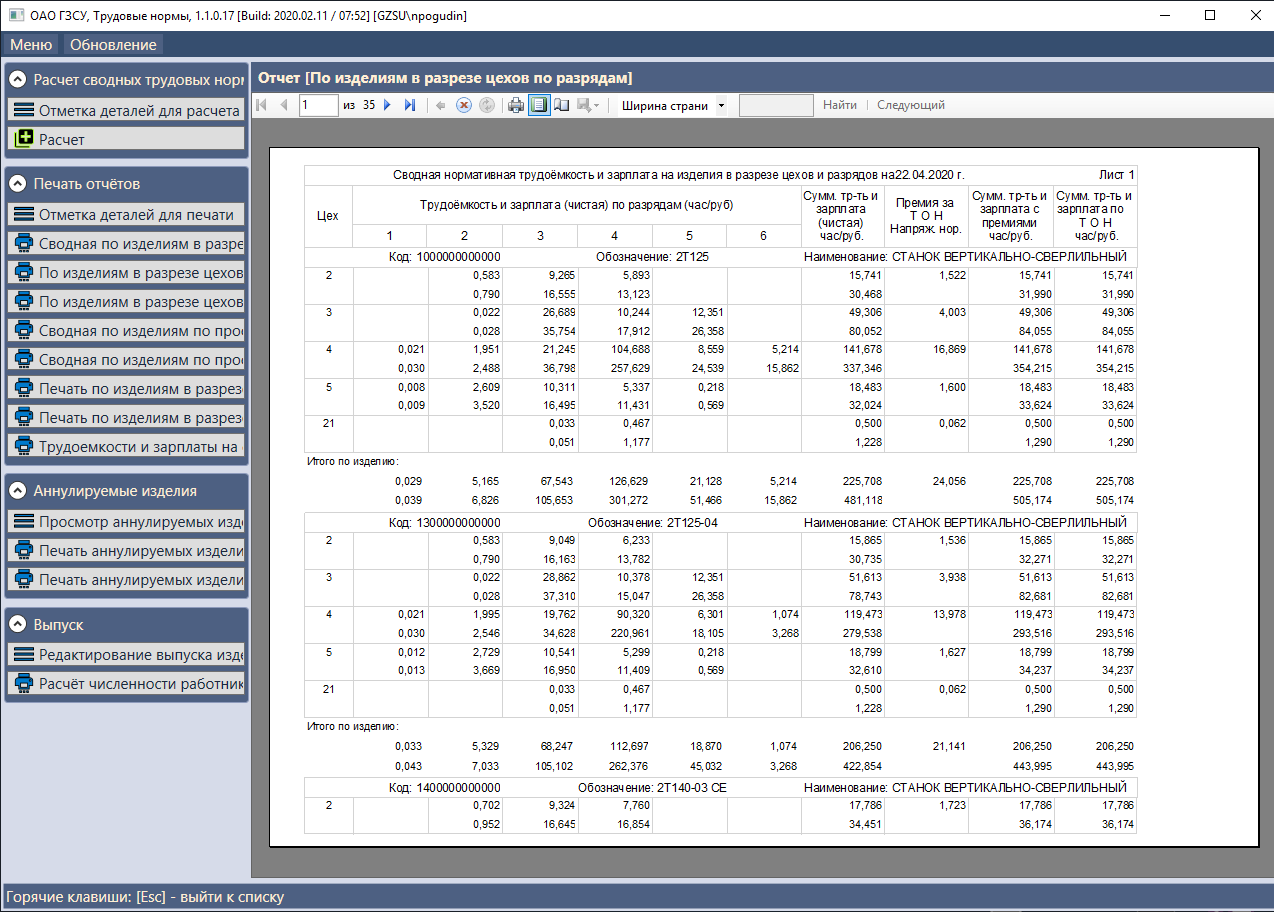 ОАО ГЗСУ, Трудовые нормы, 1.1.0.17 [Build: 2020.02.11 / 07:52] [GZSU\npogudin]
Меню Обновление
Расчет сводных трудовых норм
Отметка деталей для расчета
Расчет
Печать отчётов
Отметка деталей для печати
Сводная по изделиям в разре
По изделиям в разрезе цехов
По изделиям в разрезе цехов
Сводная по изделиям по про
Сводная по изделиям по про
Печать по изделиям в разрез
Печать по изделиям в разрез
Трудоемкости и зарплаты на
Аннулируемые изделия
Просмотр аннулируемых изд
Печать аннулируемых издели
Печать аннулируемых издели
Выпуск
Редактирование выпуска изд
Расчёт численности работник
Отчет [По изделиям в разрезе цехов по разрядам]
1 из 35 Ширина страни Найти Следующий
Сводная нормативная трудоёмкость и зарплата на изделия в разрезе цехов и разрядов на22.04.2020 г. Лист 1
Цех Трудоёмкость и зарплата (чистая) по разрядам (час/руб) Сумм. тр-ть и зарплата (чистая) час/руб. Премия за Т О Н Напряж. нор. Сумм. тр-ть и зарплата с премиями час/руб. Сумм. тр-ть и зарплата по Т О Н час/руб.
1 2 3 4 5 6
Код: 1000000000000 Обозначение: 2Т125 Наименование: СТАНОК ВЕРТИКАЛЬНО-СВЕРЛИЛЬНЫЙ
2 0,583 9,265 5,893 15,741 1,522 15,741 15,741
0,790 16,555 13,123 30,468 31,990 31,990
3 0,022 26,689 10,244 12,351 49,306 4,003 49,306 49,306
0,028 35,754 17,912 26,358 80,052 84,055 84,055
4 0,021 1,951 21,245 104,688 8,559 5,214 141,678 16,869 141,678 141,678
0,030 2,488 36,798 257,629 24,539 15,862 337,346 354,215 354,215
5 0,008 2,609 10,311 5,337 0,218 18,483 1,600 18,483 18,483
0,009 3,520 16,495 11,431 0,569 32,024 33,624 33,624
21 0,033 0,467 0,500 0,062 0,500 0,500
0,051 1,177 1,228 1,290 1,290
Итого по изделию:
0,029 5,165 67,543 126,629 21,128 5,214 225,708 24,056 225,708 225,708
0,039 6,826 105,653 301,272 51,466 15,862 481,118 505,174 505,174
Код: 1300000000000 Обозначение: 2Т125-04 Наименование: СТАНОК ВЕРТИКАЛЬНО-СВЕРЛИЛЬНЫЙ
2 0,583 9,049 6,233 15,865 1,536 15,865 15,865
0,790 16,163 13,782 30,735 32,271 32,271
3 0,022 28,862 10,378 12,351 51,613 3,938 51,613 51,613
0,028 37,310 15,047 26,358 78,743 82,681 82,681
4 0,021 1,995 19,762 90,320 6,301 1,074 119,473 13,978 119,473 119,473
0,030 2,546 34,628 220,961 18,105 3,268 279,538 293,516 293,516
5 0,012 2,729 10,541 5,299 0,218 18,799 1,627 18,799 18,799
0,013 3,669 16,950 11,409 0,569 32,610 34,237 34,237
21 0,033 0,467 0,500 0,062 0,500 0,500
0,051 1,177 1,228 1,290 1,290
Итого по изделию:
0,033 5,329 68,247 112,697 18,870 1,074 206,250 21,141 206,250 206,250
0,043 7,033 105,102 262,376 45,032 3,268 422,854 443,995 443,995
Код: 1400000000000 Обозначение: 2Т140-03 СЕ Наименование: СТАНОК ВЕРТИКАЛЬНО-СВЕРЛИЛЬНЫЙ
2 0,702 9,324 7,760 17,786 1,723 17,786 17,786
0,952 16,645 16,854 34,451 36,174 36,174
Горячие клавиши: [Esc] - выйти к списку